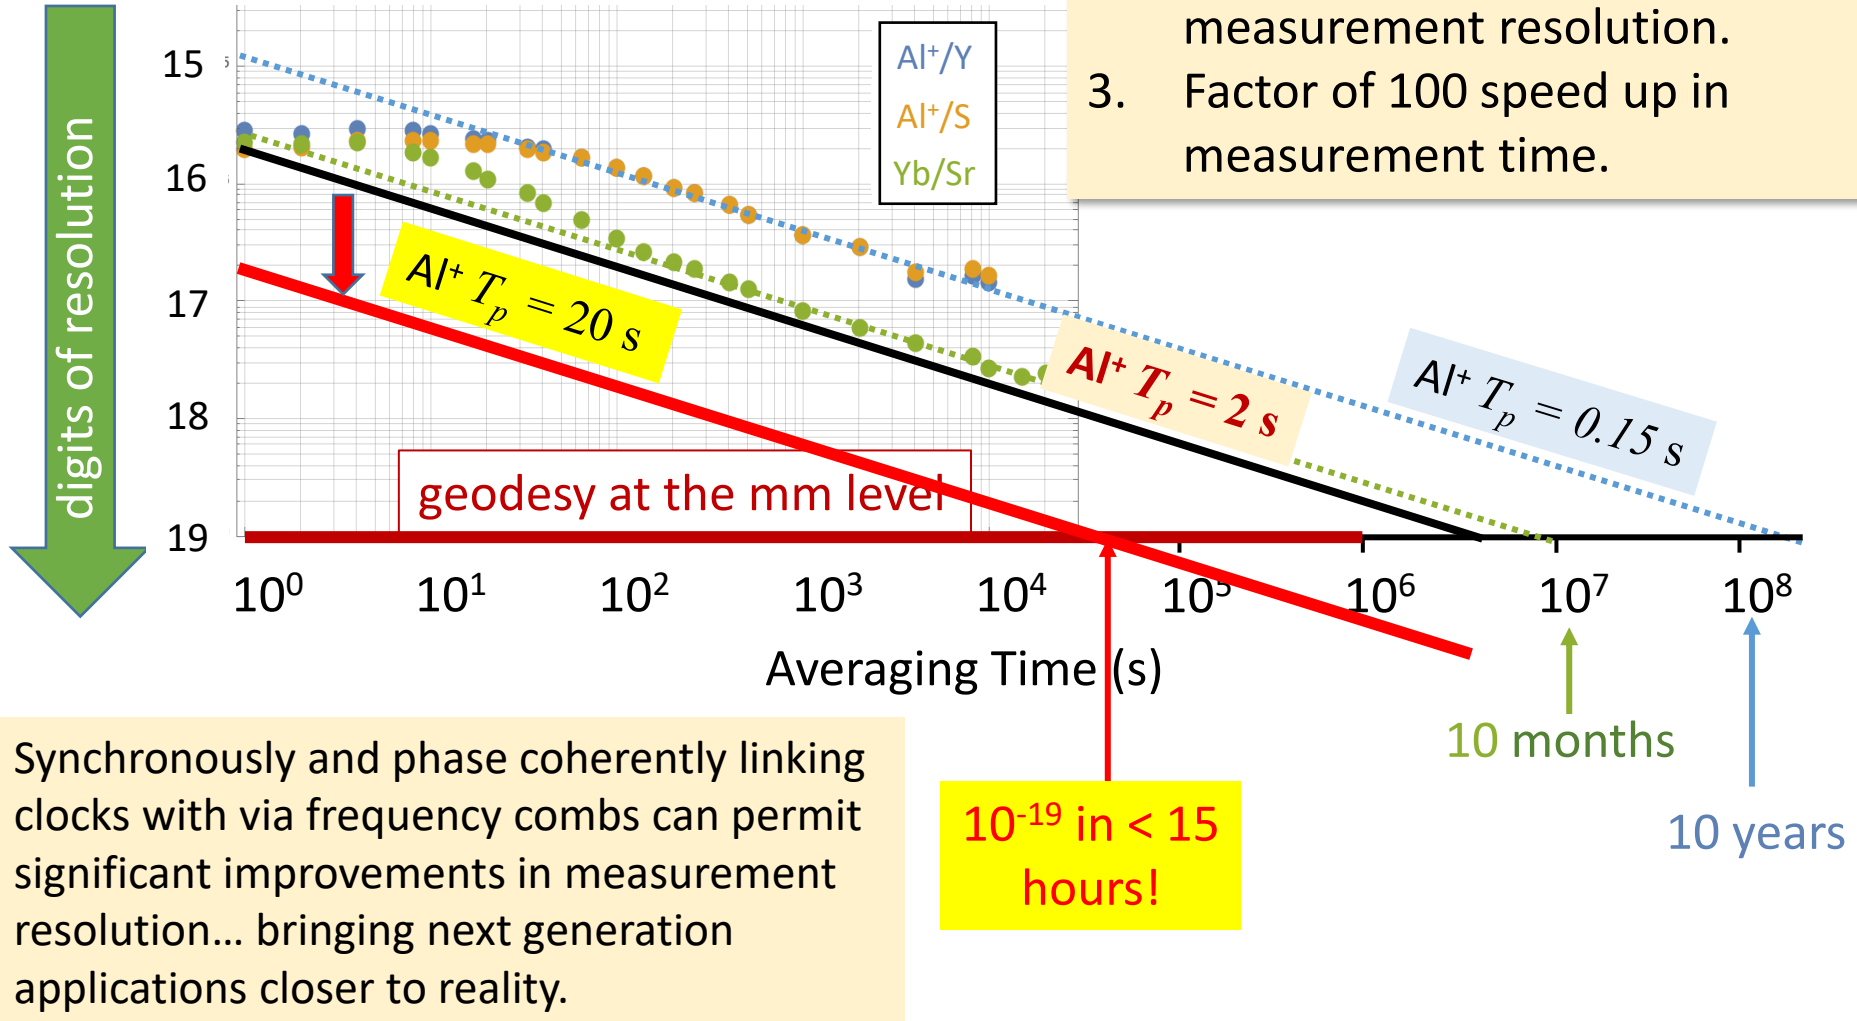 measurement resolution.
3. Factor of 100 speed up in
measurement time.
Al⁺/Y
Al⁺/S
Yb/Sr
digits of resolution
15
16
17
18
19
Al⁺ Tₚ = 20 s
Al⁺ Tₚ = 2 s
Al⁺ Tₚ = 0.15 s
geodesy at the mm level
10⁰ 10¹ 10² 10³ 10⁴ 10⁵ 10⁶ 10⁷ 10⁸
Averaging Time (s)
10 months
10 years
10⁻¹⁹ in < 15
hours!
Synchronously and phase coherently linking
clocks with via frequency combs can permit
significant improvements in measurement
resolution... bringing next generation
applications closer to reality.